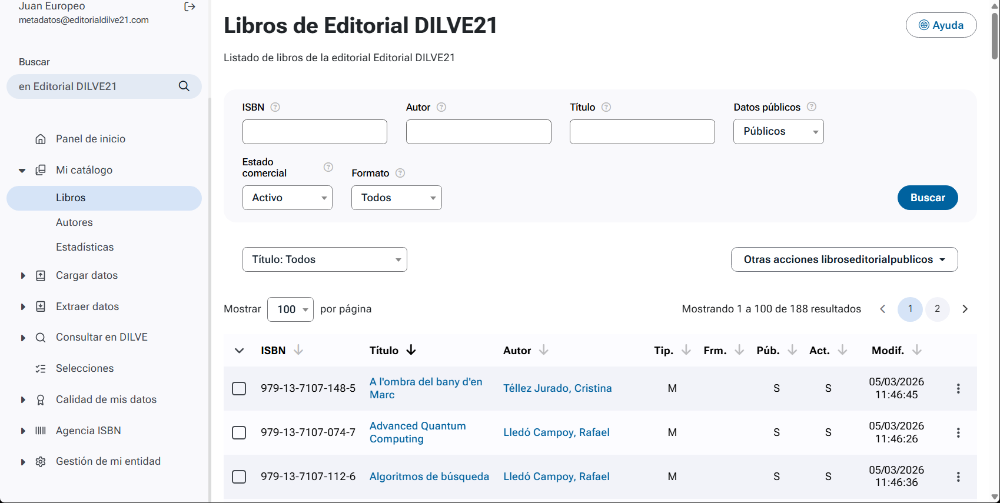 Juan Europeo
metadatos@editorialdilve21.com
Buscar
en Editorial DILVE21
Panel de inicio
Mi catálogo
Libros
Autores
Estadísticas
Cargar datos
Extraer datos
Consultar en DILVE
Selecciones
Calidad de mis datos
Agencia ISBN
Gestión de mi entidad
Libros de Editorial DILVE21
Ayuda
Listado de libros de la editorial Editorial DILVE21
ISBN ? Autor ? Título ? Datos públicos ?
Públicos
Estado comercial ? Formato ?
Activo Todos Buscar
Título: Todos Otras acciones libroseditorialpublicos
Mostrar 100 por página Mostrando 1 a 100 de 188 resultados 1 2
ISBN Título Autor Tip. Frm. Púb. Act. Modif.
979-13-7107-148-5 A l'ombra del bany d'en Marc Téllez Jurado, Cristina M S S 05/03/2026 11:46:45
979-13-7107-074-7 Advanced Quantum Computing Lledó Campoy, Rafael M S S 05/03/2026 11:46:26
979-13-7107-112-6 Algoritmos de búsqueda Lledó Campoy, Rafael M S S 05/03/2026 11:46:36